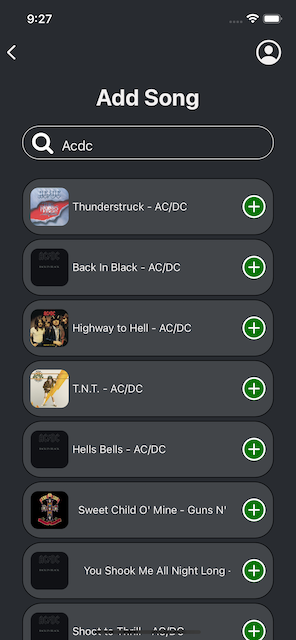 9:27
Add Song
Acdc
Thunderstruck - AC/DC
Back In Black - AC/DC
Highway to Hell - AC/DC
T.N.T. - AC/DC
Hells Bells - AC/DC
Sweet Child O' Mine - Guns N'
You Shook Me All Night Long -
Shoot to Thrill - AC/DC